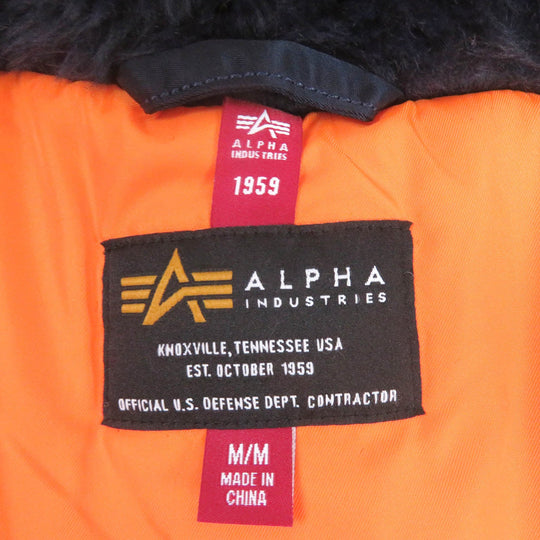 ALPHA
INDUSTRIES
1959
ALPHA
INDUSTRIES
KNOXVILLE, TENNESSEE USA
EST. OCTOBER 1959
OFFICIAL U.S. DEFENSE DEPT. CONTRACTOR
M/M
MADE IN
CHINA